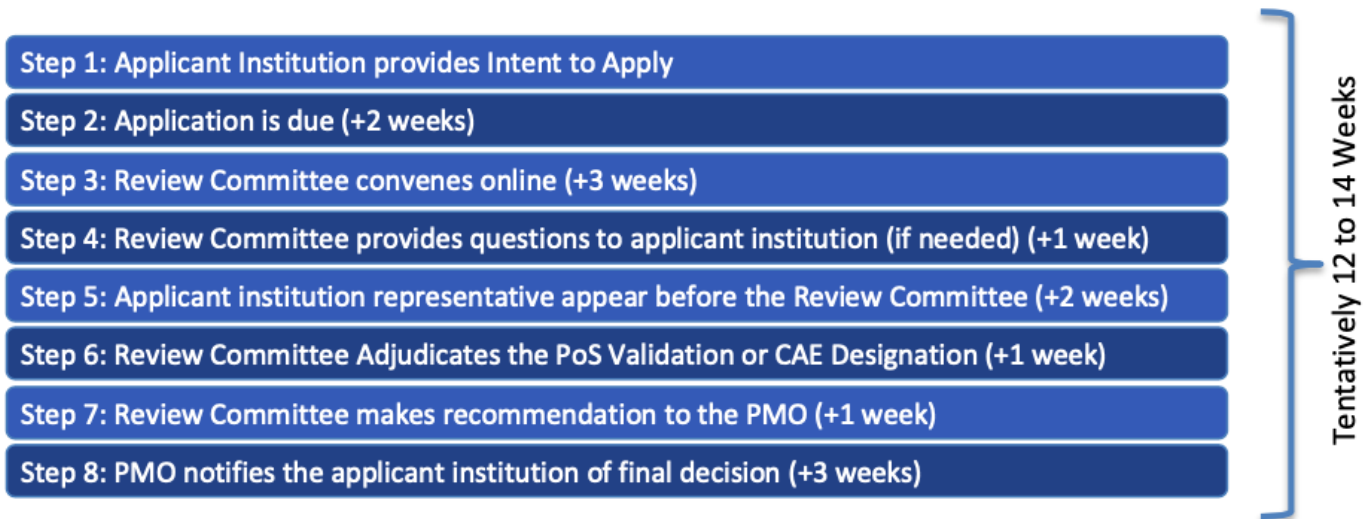 Step 1: Applicant Institution provides Intent to Apply
Step 2: Application is due (+2 weeks)
Step 3: Review Committee convenes online (+3 weeks)
Step 4: Review Committee provides questions to applicant institution (if needed) (+1 week)
Step 5: Applicant institution representative appear before the Review Committee (+2 weeks)
Step 6: Review Committee Adjudicates the PoS Validation or CAE Designation (+1 week)
Step 7: Review Committee makes recommendation to the PMO (+1 week)
Step 8: PMO notifies the applicant institution of final decision (+3 weeks)
Tentatively 12 to 14 Weeks